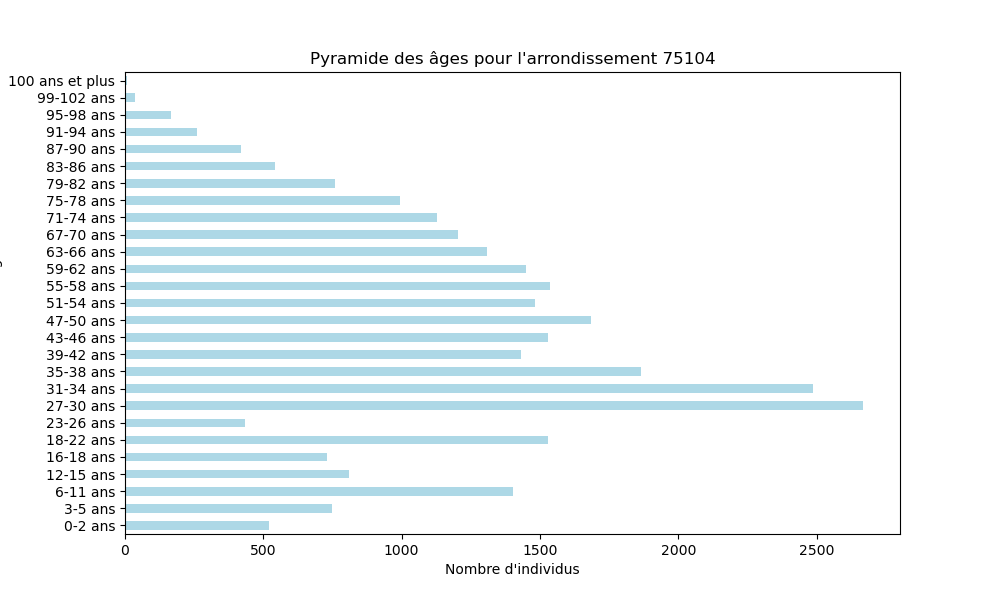 Pyramide des âges pour l'arrondissement 75104
100 ans et plus
99-102 ans
95-98 ans
91-94 ans
87-90 ans
83-86 ans
79-82 ans
75-78 ans
71-74 ans
67-70 ans
63-66 ans
59-62 ans
55-58 ans
51-54 ans
47-50 ans
43-46 ans
39-42 ans
35-38 ans
31-34 ans
27-30 ans
23-26 ans
18-22 ans
16-18 ans
12-15 ans
6-11 ans
3-5 ans
0-2 ans
0 500 1000 1500 2000 2500
Nombre d'individus